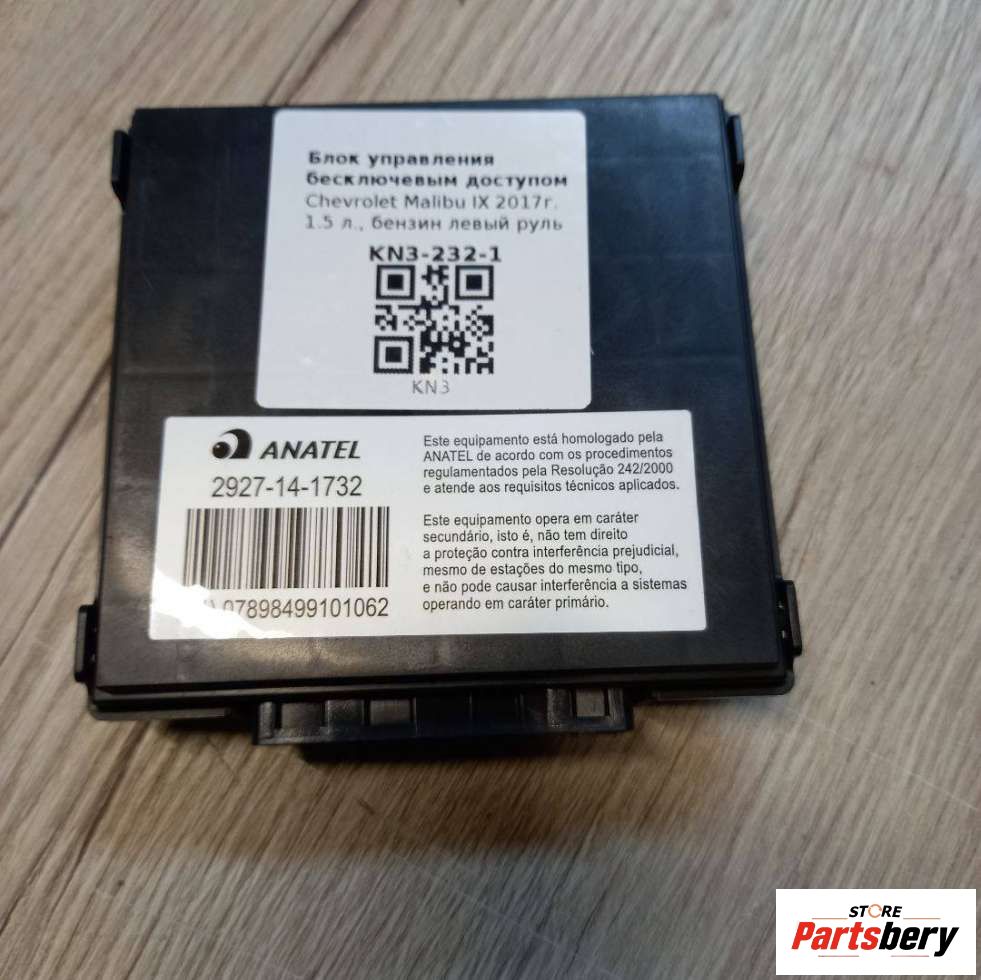 Блок управления
бесключевым доступом
Chevrolet Malibu IX 2017г.
1.5 л., бензин левый руль
KN3-232-1
KN3
ANATEL
2927-14-1732
07898499101062
Este equipamento está homologado pela
ANATEL de acordo com os procedimentos
regulamentados pela Resolução 242/2000
e atende aos requisitos técnicos aplicados.
Este equipamento opera em caráter
secundário, isto é, não tem direito
a proteção contra interferência prejudicial,
mesmo de estações do mesmo tipo,
e não pode causar interferência a sistemas
operando em caráter primário.
STORE
Partsbery